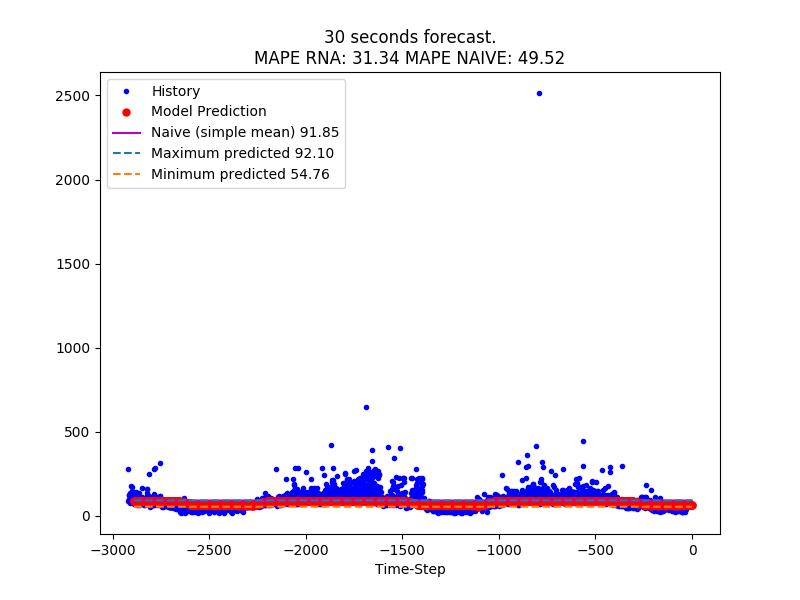 30 seconds forecast.
MAPE RNA: 31.34 MAPE NAIVE: 49.52
History
Model Prediction
Naive (simple mean) 91.85
Maximum predicted 92.10
Minimum predicted 54.76
2500
2000
1500
1000
500
0
−3000 −2500 −2000 −1500 −1000 −500 0
Time-Step